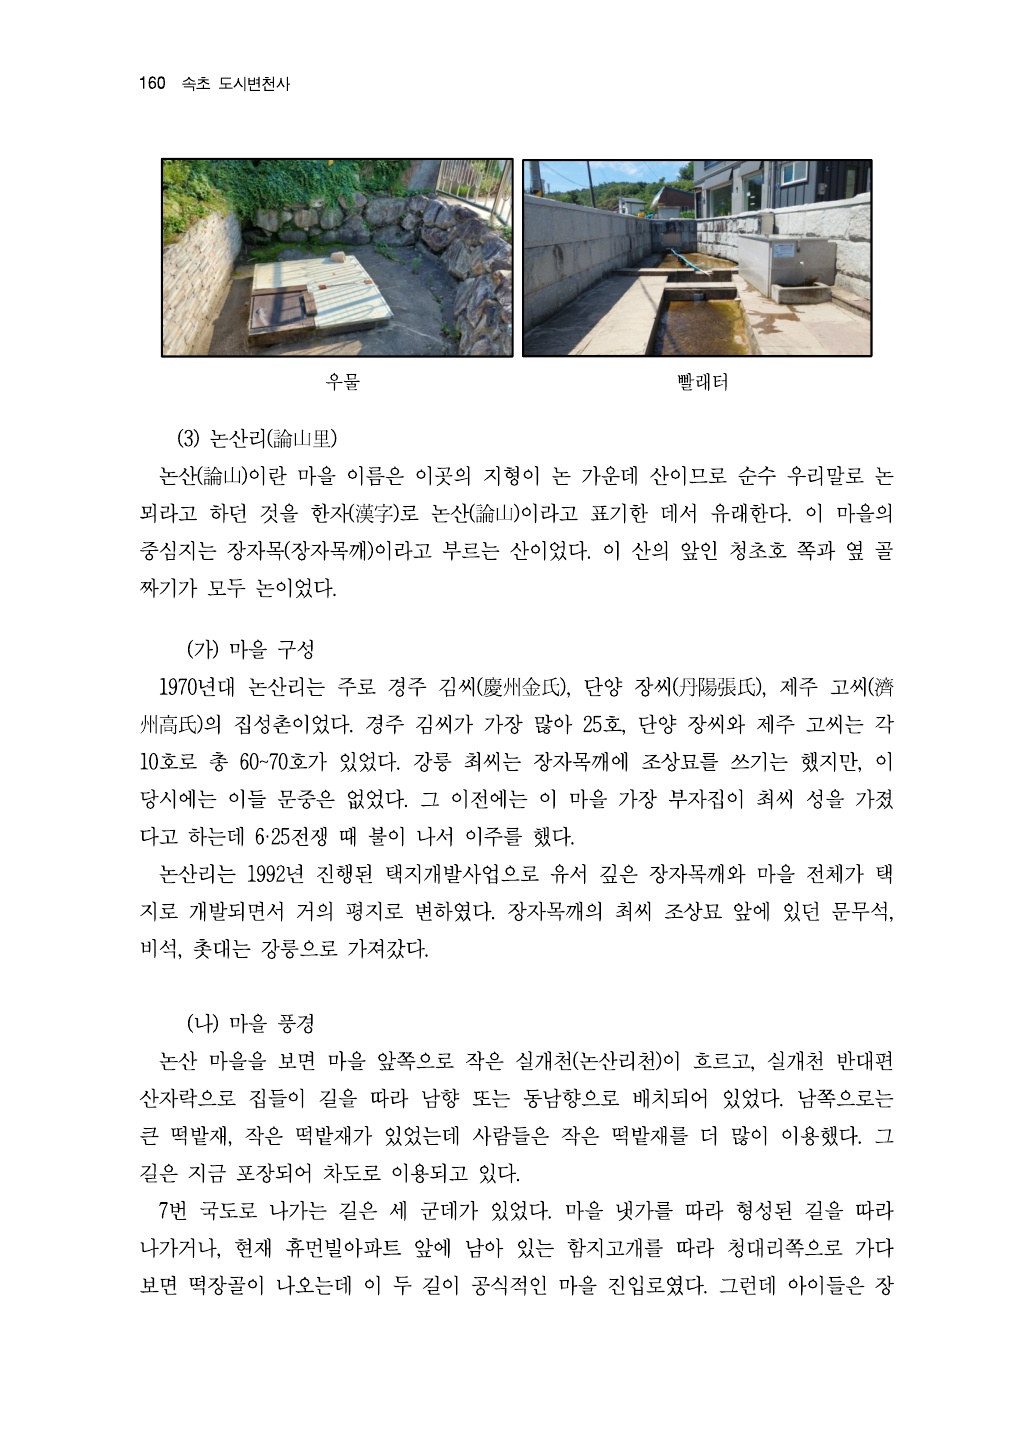 160 속초 도시변천사
우물
빨래터
(3) 논산리(論山里)
논산(論山)이란 마을 이름은 이곳의 지형이 논 가운데 산이므로 순수 우리말로 논
뫼라고 하던 것을 한자(漢字)로 논산(論山)이라고 표기한 데서 유래한다. 이 마을의
중심지는 장자목(장자목깨)이라고 부르는 산이었다. 이 산의 앞인 청초호 쪽과 옆 골
짜기가 모두 논이었다.
(가) 마을 구성
1970년대 논산리는 주로 경주 김씨(慶州金氏), 단양 장씨(丹陽張氏), 제주 고씨(濟
州高氏)의 집성촌이었다. 경주 김씨가 가장 많아 25호, 단양 장씨와 제주 고씨는 각
10호로 총 60~70호가 있었다. 강릉 최씨는 장자목깨에 조상묘를 쓰기는 했지만, 이
당시에는 이들 문중은 없었다. 그 이전에는 이 마을 가장 부자집이 최씨 성을 가졌
다고 하는데 6·25전쟁 때 불이 나서 이주를 했다.
논산리는 1992년 진행된 택지개발사업으로 유서 깊은 장자목깨와 마을 전체가 택
지로 개발되면서 거의 평지로 변하였다. 장자목깨의 최씨 조상묘 앞에 있던 문무석,
비석, 촛대는 강릉으로 가져갔다.
(나) 마을 풍경
논산 마을을 보면 마을 앞쪽으로 작은 실개천(논산리천)이 흐르고, 실개천 반대편
산자락으로 집들이 길을 따라 남향 또는 동남향으로 배치되어 있었다. 남쪽으로는
큰 떡밭재, 작은 떡밭재가 있었는데 사람들은 작은 떡밭재를 더 많이 이용했다. 그
길은 지금 포장되어 차도로 이용되고 있다.
7번 국도로 나가는 길은 세 군데가 있었다. 마을 냇가를 따라 형성된 길을 따라
나가거나, 현재 휴먼빌아파트 앞에 남아 있는 함지고개를 따라 청대리쪽으로 가다
보면 떡장골이 나오는데 이 두 길이 공식적인 마을 진입로였다. 그런데 아이들은 장